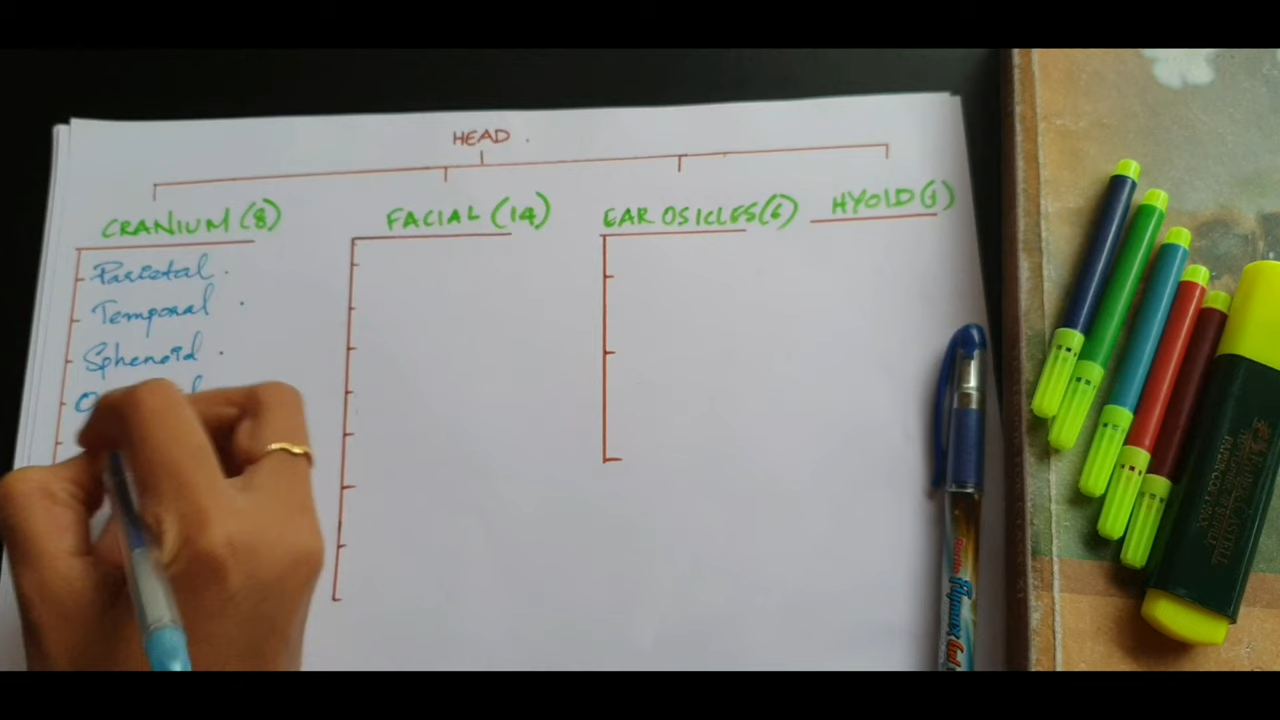 HEAD .
CRANIUM (8)
FACIAL (14)
EAR OSICLES(6)
HYOID (1)
Parietal .
Temporal .
Sphenoid .